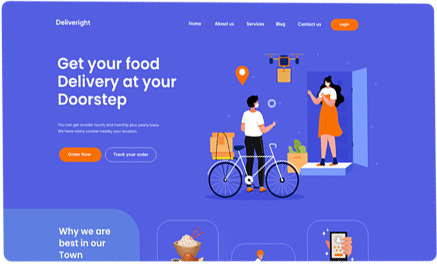 Deliveright
Home About us Services Blog Contact us Login
Get your food
Delivery at your
Doorstep
You can get scooter hourly and monthly plus yearly town
We have many scooter nearby your location.
Order Now Track your order
Why we are
best in our
Town